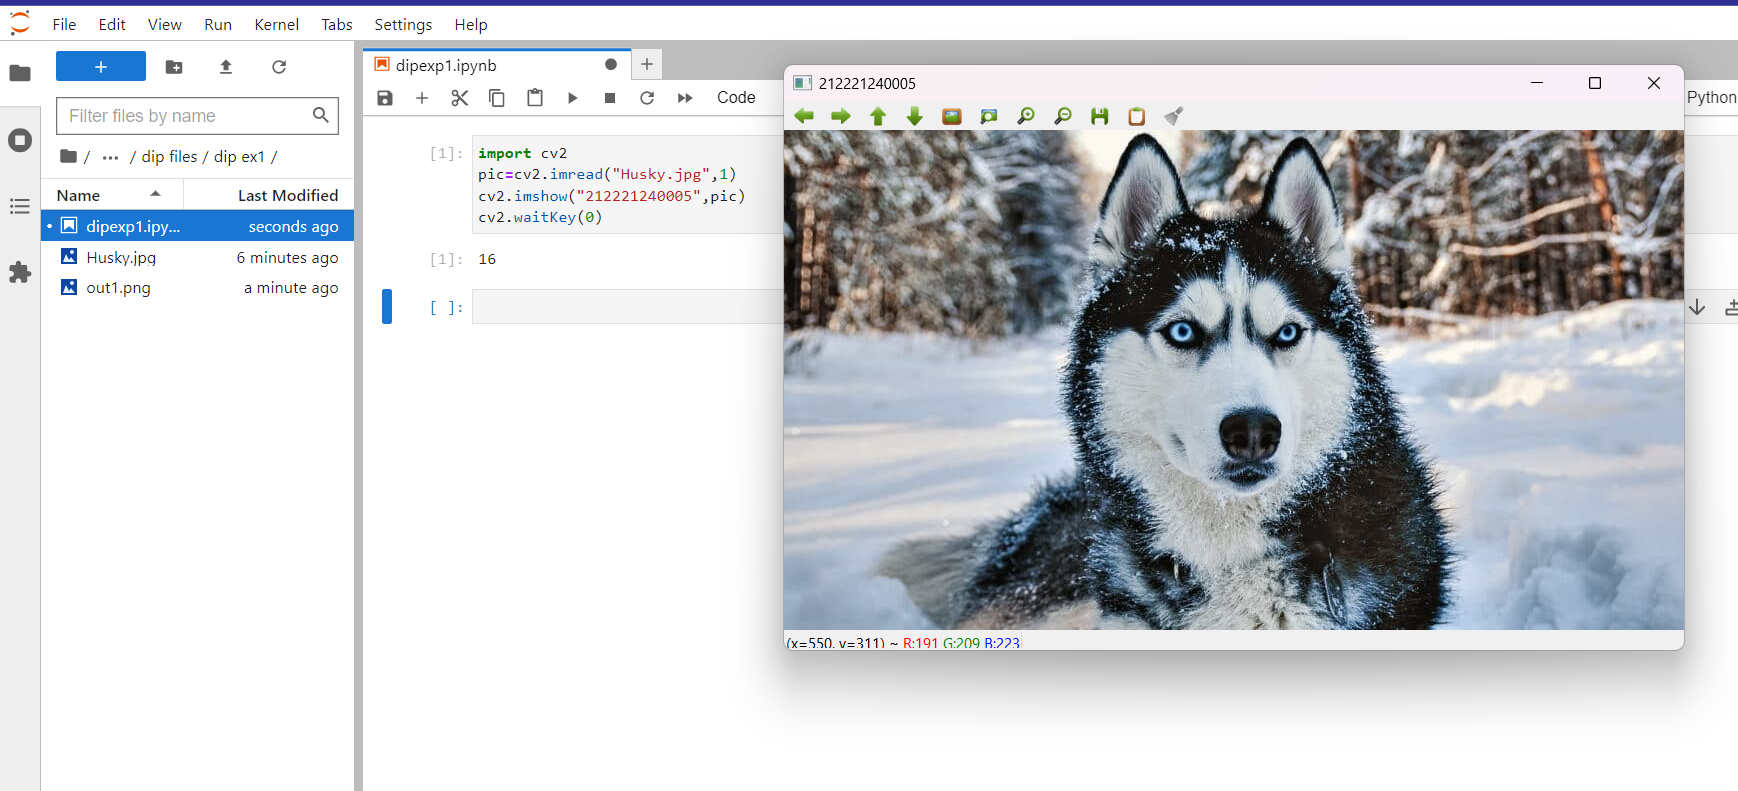 File Edit View Run Kernel Tabs Settings Help
Filter files by name
/ ... / dip files / dip ex1 /
Name Last Modified
dipexp1.ipy... seconds ago
Husky.jpg 6 minutes ago
out1.png a minute ago
dipexp1.ipynb
Code
Python
[1]: import cv2
pic=cv2.imread("Husky.jpg",1)
cv2.imshow("212221240005",pic)
cv2.waitKey(0)
[1]: 16
[ ]:
212221240005
(x=550, y=311) ~ R:191 G:209 B:223